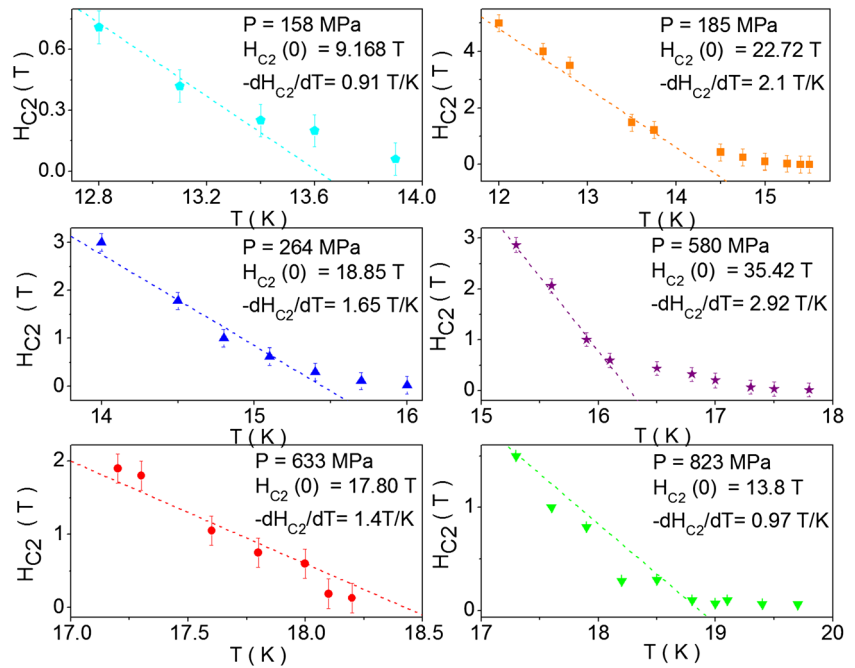 P = 158 MPa
H_C2 (0) = 9.168 T
-dH_C2/dT= 0.91 T/K
H_C2 ( T )
0.6
0.3
0.0
12.8 13.2 13.6 14.0
T ( K )
P = 185 MPa
H_C2 (0) = 22.72 T
-dH_C2/dT= 2.1 T/K
H_C2 ( T )
4
2
0
12 13 14 15
T ( K )
P = 264 MPa
H_C2 (0) = 18.85 T
-dH_C2/dT= 1.65 T/K
H_C2 ( T )
3
2
1
0
14 15 16
T ( K )
P = 580 MPa
H_C2 (0) = 35.42 T
-dH_C2/dT= 2.92 T/K
H_C2 ( T )
3
2
1
0
15 16 17 18
T ( K )
P = 633 MPa
H_C2 (0) = 17.80 T
-dH_C2/dT= 1.4T/K
H_C2 ( T )
2
1
0
17.0 17.5 18.0 18.5
T ( K )
P = 823 MPa
H_C2 (0) = 13.8 T
-dH_C2/dT= 0.97 T/K
H_C2 ( T )
1
0
17 18 19 20
T ( K )